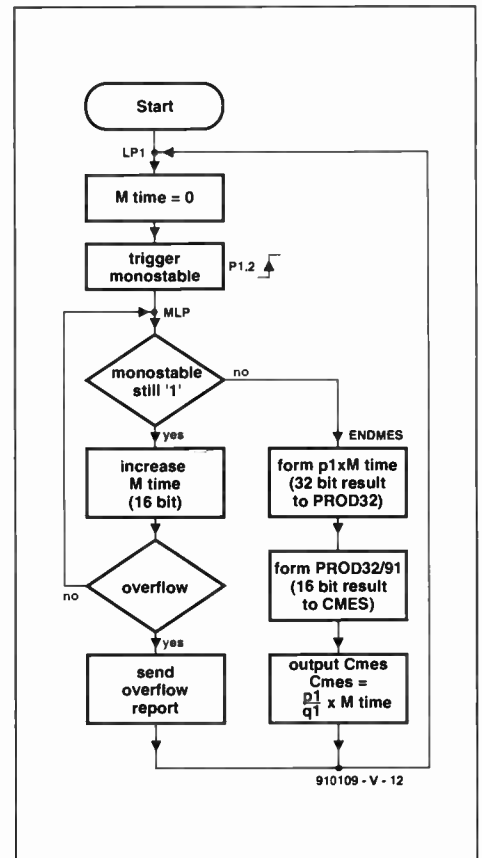 Start
LP1
M time = 0
trigger
monostable
P1.2
MLP
monostable
still '1'
no
yes
ENDMES
increase
M time
(16 bit)
form p1xM time
(32 bit result
to PROD32)
overflow
no
yes
form PROD32/91
(16 bit result
to CMES)
send
overflow
report
output Cmes
Cmes =
p1
q1 x M time
910109 - V - 12